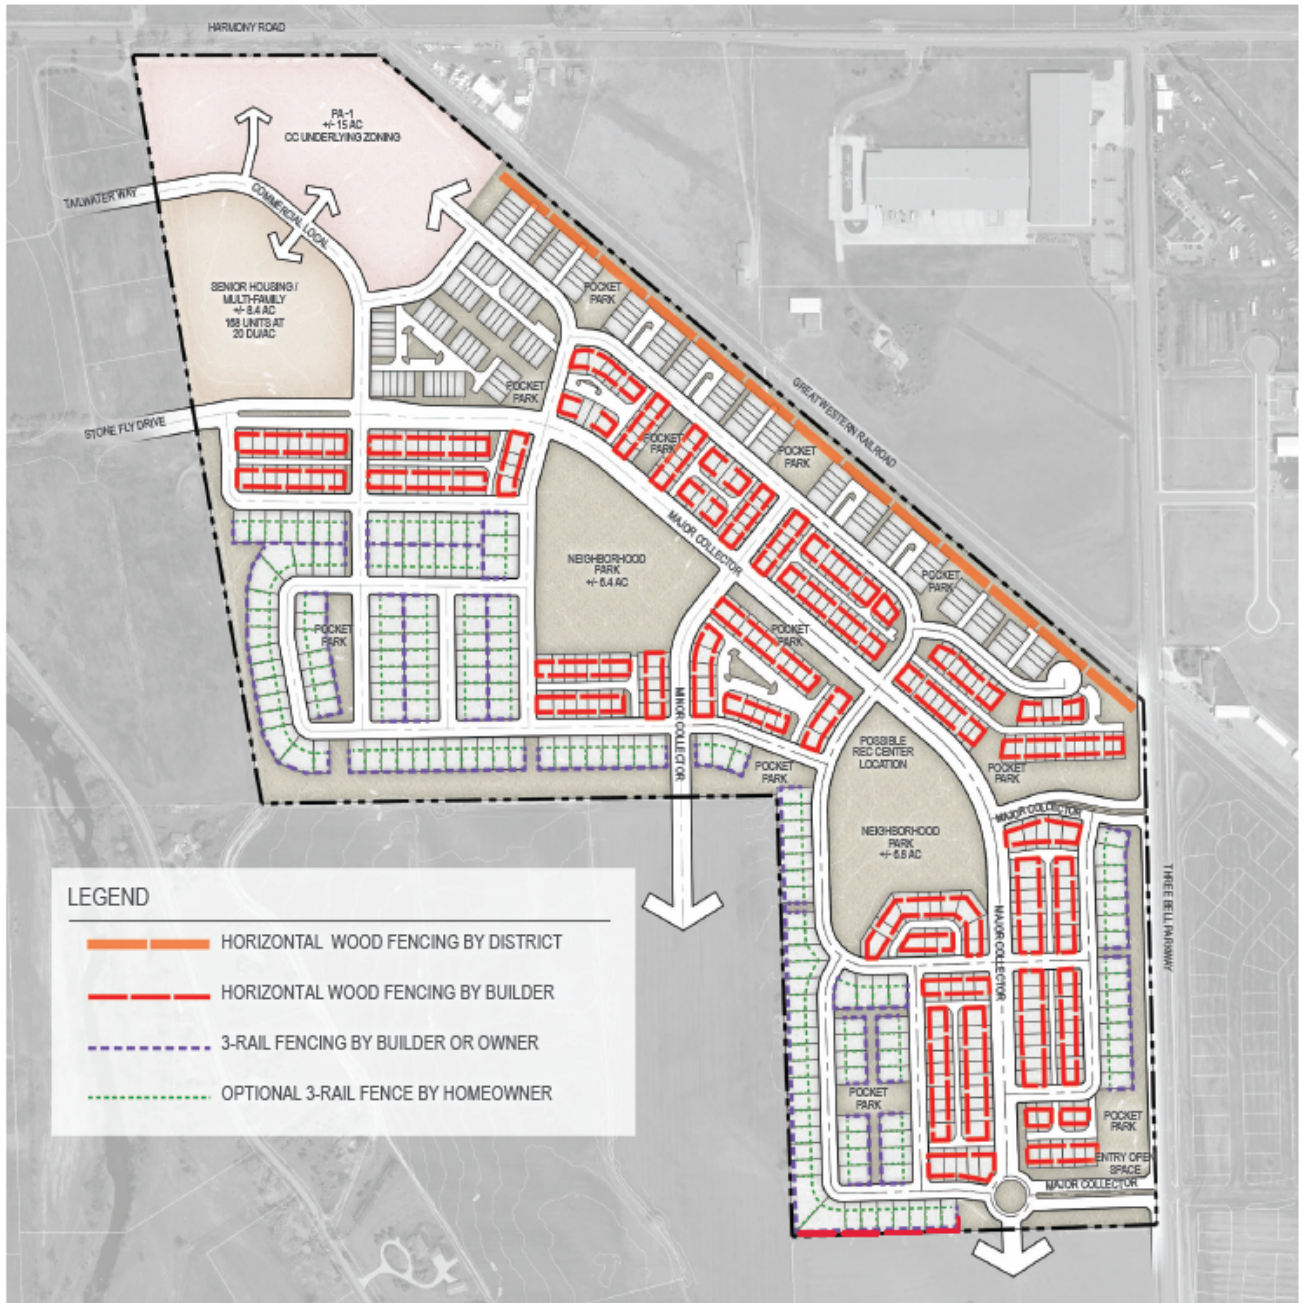 HARMONY ROAD
PA-1
+/- 15 AC
CC UNDERLYING ZONING
TAILWATER WAY
COMMERCIAL LOCAL
SENIOR HOUSING /
MULTI-FAMILY
+/- 8.4 AC
168 UNITS AT
20 DU/AC
POCKET
PARK
POCKET
PARK
GREAT WESTERN RAILROAD
STONE FLY DRIVE
POCKET
PARK
POCKET
PARK
MAJOR COLLECTOR
NEIGHBORHOOD
PARK
+/- 6.4 AC
POCKET
PARK
POCKET
PARK
POCKET
PARK
MINOR COLLECTOR
POSSIBLE
REC CENTER
LOCATION
POCKET
PARK
POCKET
PARK
MAJOR COLLECTOR
NEIGHBORHOOD
PARK
+/- 6.8 AC
THREE BELL PARKWAY
MAJOR COLLECTOR
POCKET
PARK
POCKET
PARK
ENTRY OPEN
SPACE
MAJOR COLLECTOR
LEGEND
HORIZONTAL WOOD FENCING BY DISTRICT
HORIZONTAL WOOD FENCING BY BUILDER
3-RAIL FENCING BY BUILDER OR OWNER
OPTIONAL 3-RAIL FENCE BY HOMEOWNER